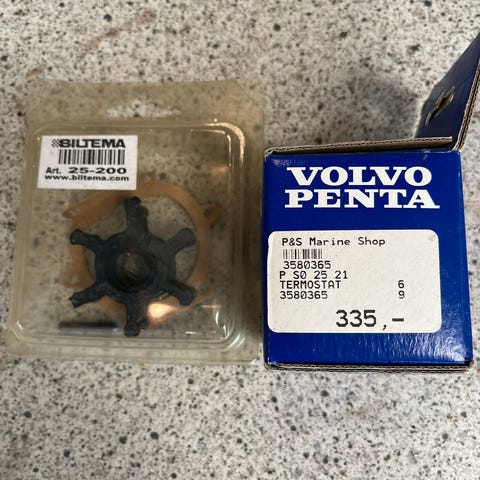 BILTEMA
Art. 25-200
www.biltema.com
VOLVO
PENTA
P&S Marine Shop
3580365
P SO 25 21
TERMOSTAT 6
3580365 9
335,-